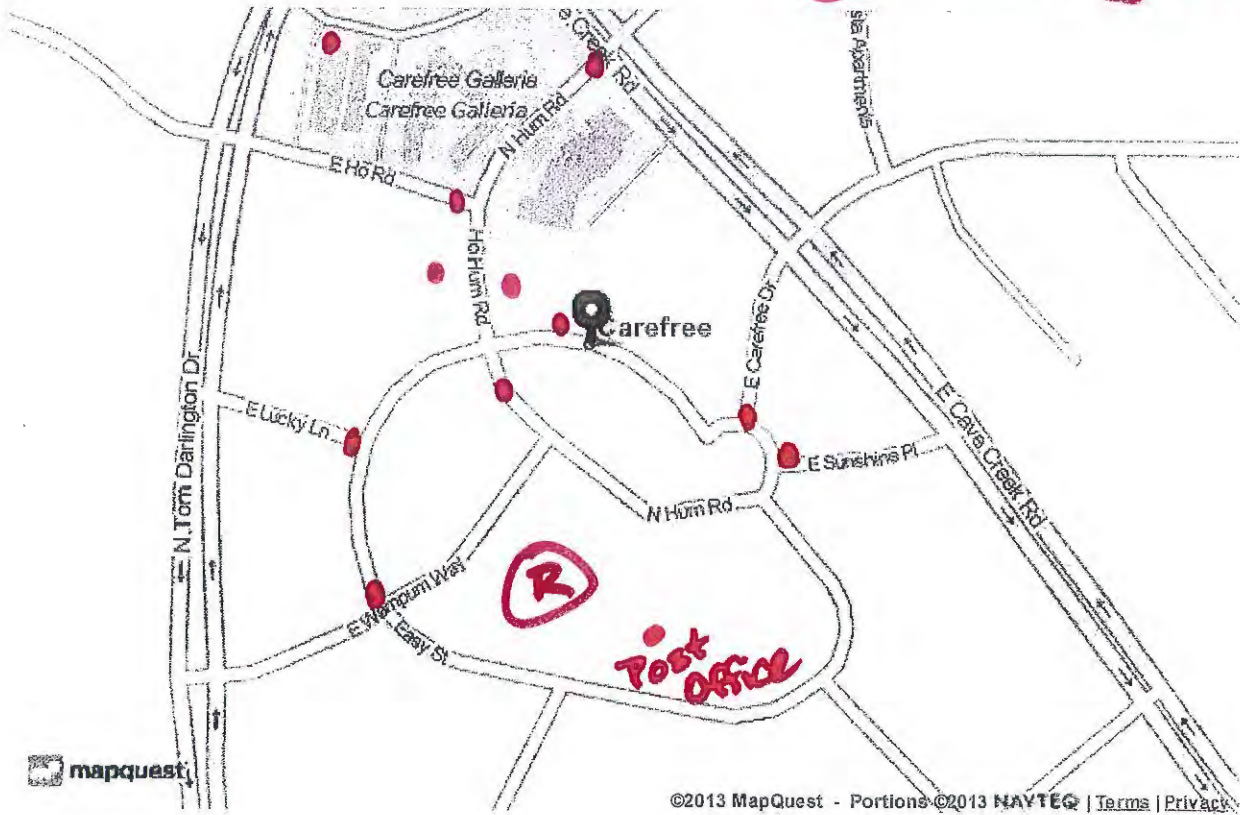 Carefree Galleria
Carefree Galleria
N Hum Rd
E Ho Rd
Ho Hum Rd
Carefree
E Carefree Dr
N Tom Darlington Dr
E Lucky Ln
E Sunshine Pl
E Cave Creek Rd
N Hum Rd
R
E Wampum Way
Easy St
Post
Office
mapquest
©2013 MapQuest - Portions ©2013 NAVTEQ | Terms | Privacy
e Creek Rd
sta Apartments